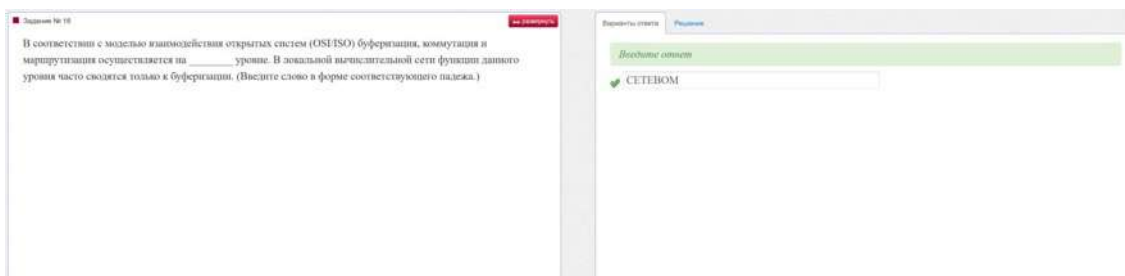 Задание № 18
развернуть
В соответствии с моделью взаимодействия открытых систем (OSI/ISO) буферизация, коммутация и
маршрутизация осуществляется на ________ уровне. В локальной вычислительной сети функции данного
уровня часто сводятся только к буферизации. (Введите слово в форме соответствующего падежа.)
Варианты ответа Решение
Введите ответ
СЕТЕВОМ